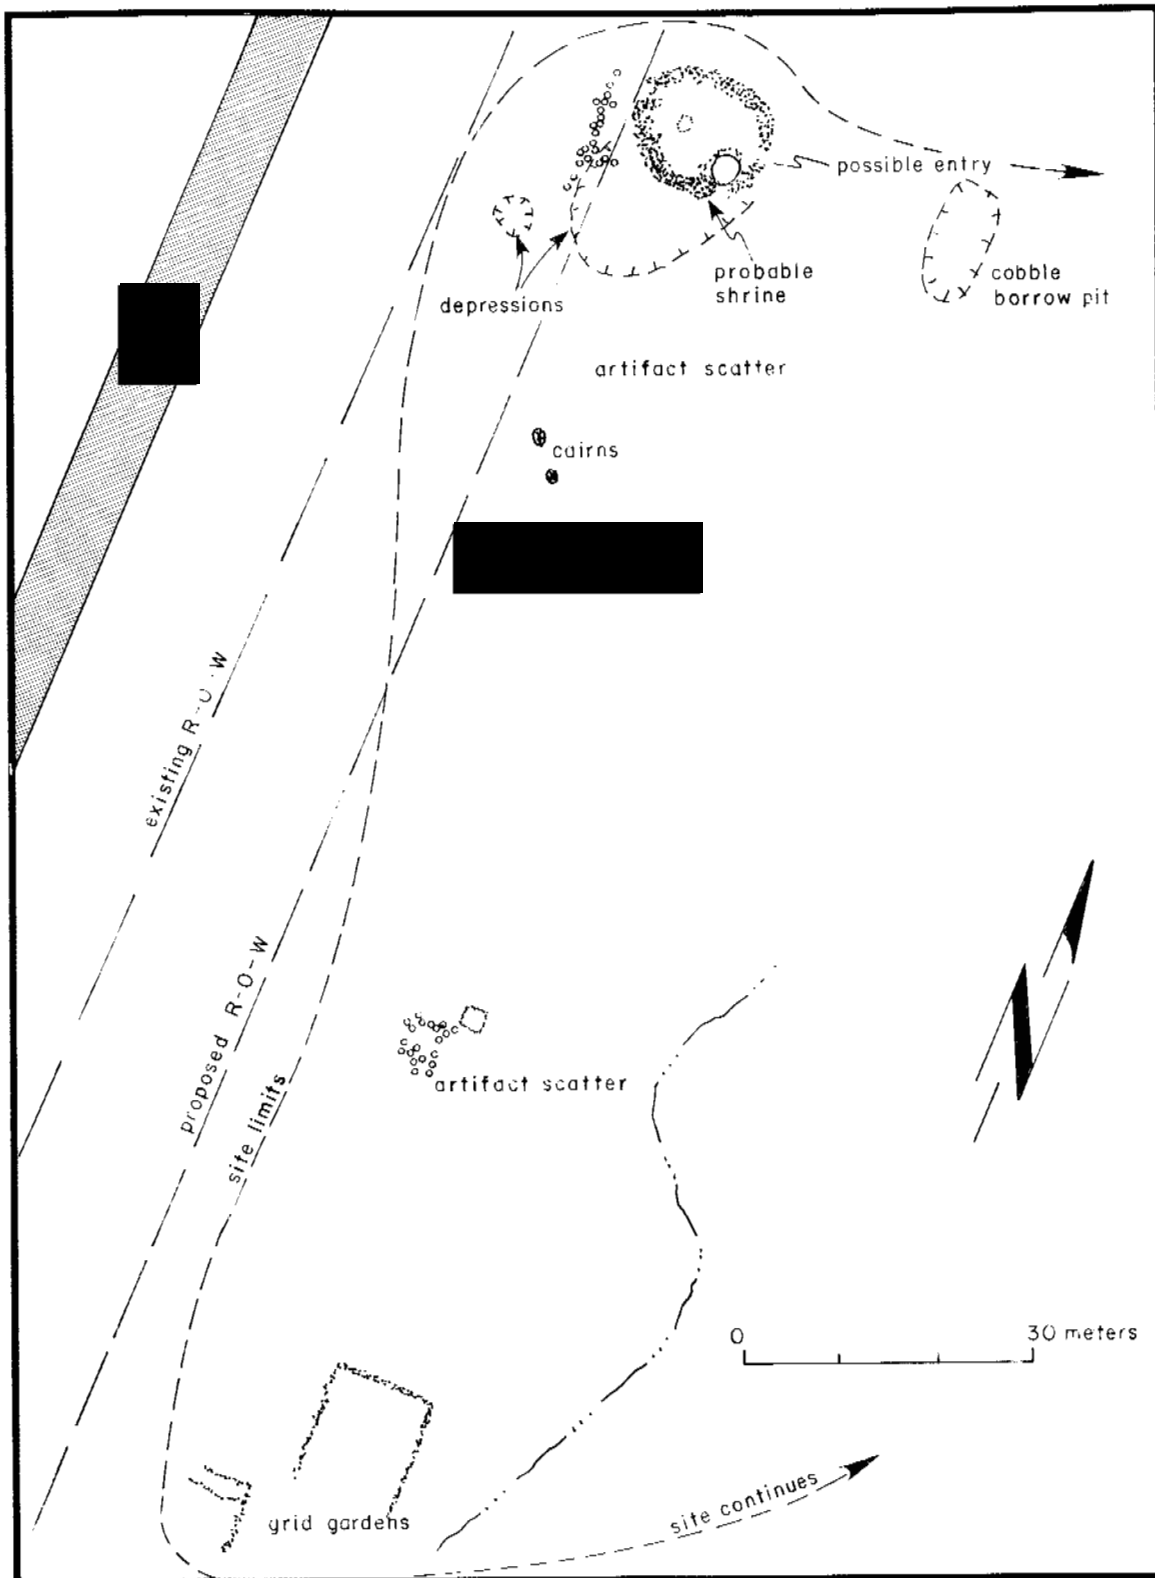 possible entry
probable
shrine
cobble
borrow pit
depressions
artifact scatter
cairns
existing R-O-W
proposed R-O-W
site limits
artifact scatter
0 30 meters
grid gardens
site continues